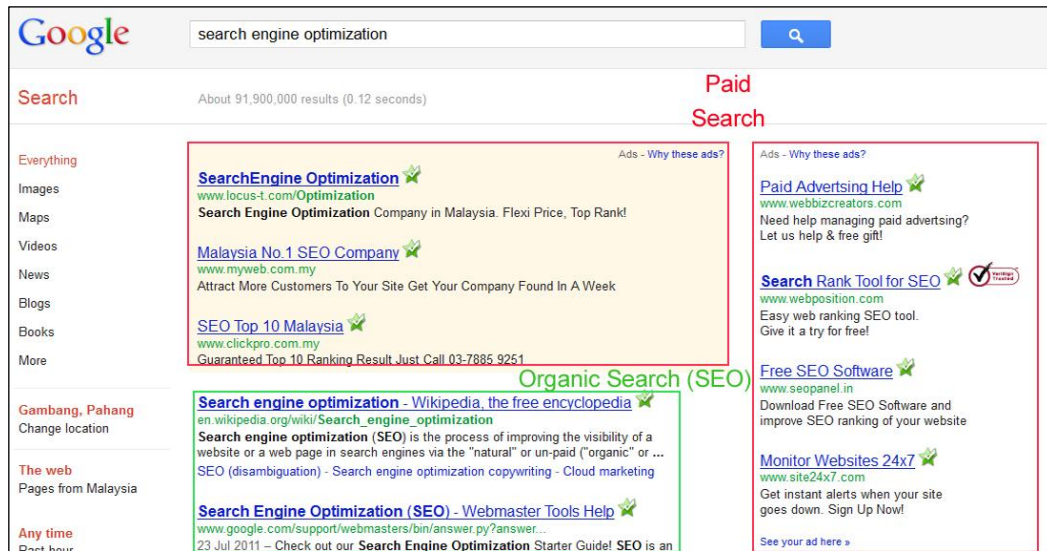 Google
search engine optimization
Search
About 91,900,000 results (0.12 seconds)
Paid
Search
Everything
Images
Maps
Videos
News
Blogs
Books
More
Gambang, Pahang
Change location
The web
Pages from Malaysia
Any time
Past hour
Ads - Why these ads?
SearchEngine Optimization
www.locus-t.com/Optimization
Search Engine Optimization Company in Malaysia. Flexi Price, Top Rank!
Malaysia No.1 SEO Company
www.myweb.com.my
Attract More Customers To Your Site Get Your Company Found In A Week
SEO Top 10 Malaysia
www.clickpro.com.my
Guaranteed Top 10 Ranking Result Just Call 03-7885 9251
Organic Search (SEO)
Search engine optimization - Wikipedia, the free encyclopedia
en.wikipedia.org/wiki/Search_engine_optimization
Search engine optimization (SEO) is the process of improving the visibility of a
website or a web page in search engines via the "natural" or un-paid ("organic" or ...
SEO (disambiguation) - Search engine optimization copywriting - Cloud marketing
Search Engine Optimization (SEO) - Webmaster Tools Help
www.google.com/support/webmasters/bin/answer.py?answer...
23 Jul 2011 – Check out our Search Engine Optimization Starter Guide! SEO is an
Ads - Why these ads?
Paid Advertsing Help
www.webbizcreators.com
Need help managing paid advertsing?
Let us help & free gift!
Search Rank Tool for SEO
VeriSign
Trusted
www.webposition.com
Easy web ranking SEO tool.
Give it a try for free!
Free SEO Software
www.seopanel.in
Download Free SEO Software and
improve SEO ranking of your website
Monitor Websites 24x7
www.site24x7.com
Get instant alerts when your site
goes down. Sign Up Now!
See your ad here »